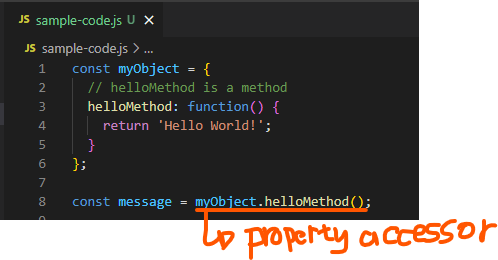 JS sample-code.js U ×
JS sample-code.js > ...
1 const myObject = {
2 // helloMethod is a method
3 helloMethod: function() {
4 return 'Hello World!';
5 }
6 };
7
8 const message = myObject.helloMethod();
property accessor